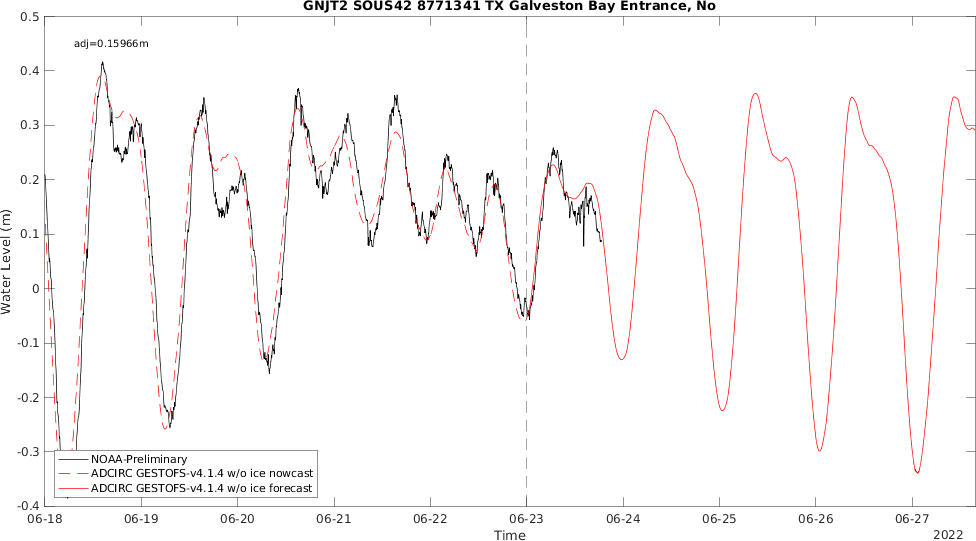 GNJT2 SOUS42 8771341 TX Galveston Bay Entrance, No
adj=0.15966m
0.5
0.4
0.3
0.2
0.1
0
-0.1
-0.2
-0.3
-0.4
Water Level (m)
NOAA-Preliminary
ADCIRC GESTOFS-v4.1.4 w/o ice nowcast
ADCIRC GESTOFS-v4.1.4 w/o ice forecast
06-18 06-19 06-20 06-21 06-22 06-23 06-24 06-25 06-26 06-27
Time
2022